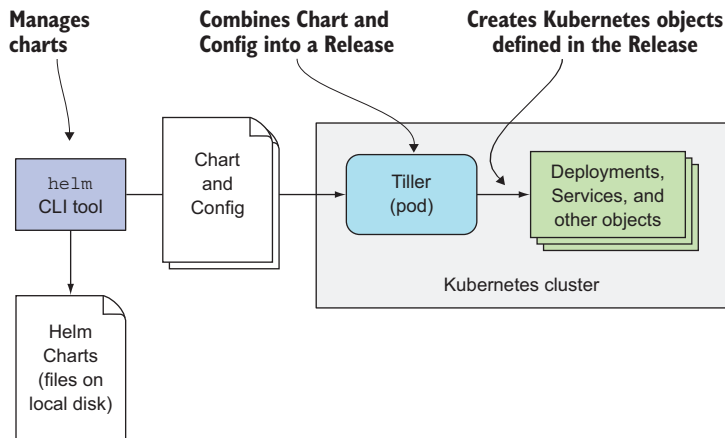 Manages
charts
Combines Chart and
Config into a Release
Creates Kubernetes objects
defined in the Release
helm
CLI tool
Chart
and
Config
Tiller
(pod)
Deployments,
Services, and
other objects
Kubernetes cluster
Helm
Charts
(files on
local disk)